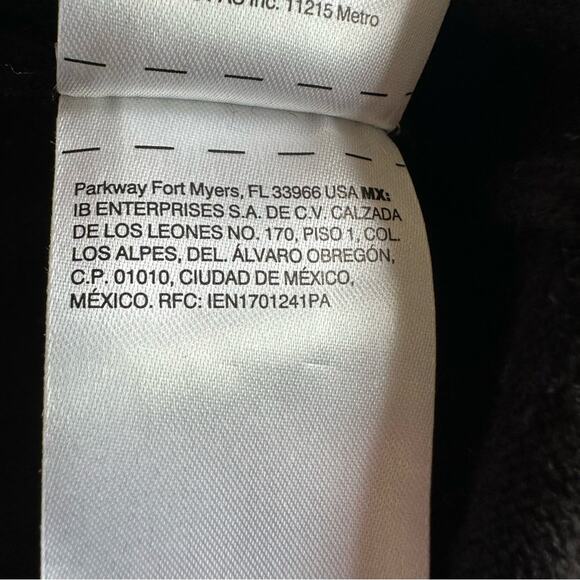 Inc. 11215 Metro
Parkway Fort Myers, FL 33966 USA MX:
IB ENTERPRISES S.A. DE C.V. CALZADA
DE LOS LEONES NO. 170, PISO 1, COL.
LOS ALPES, DEL. ÁLVARO OBREGÓN,
C.P. 01010, CIUDAD DE MÉXICO,
MÉXICO. RFC: IEN1701241PA